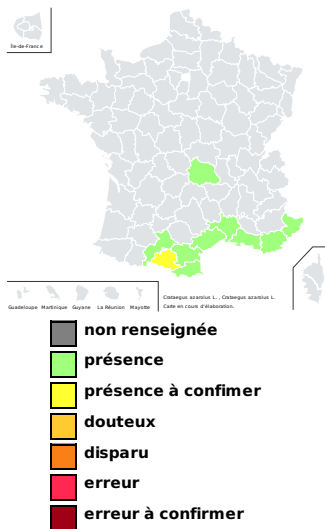 Île-de-France
Guadeloupe Martinique Guyane La Réunion Mayotte
Crataegus azarolus L. , Crataegus azarolus L.
Carte en cours d'élaboration.
non renseignée
présence
présence à confimer
douteux
disparu
erreur
erreur à confirmer